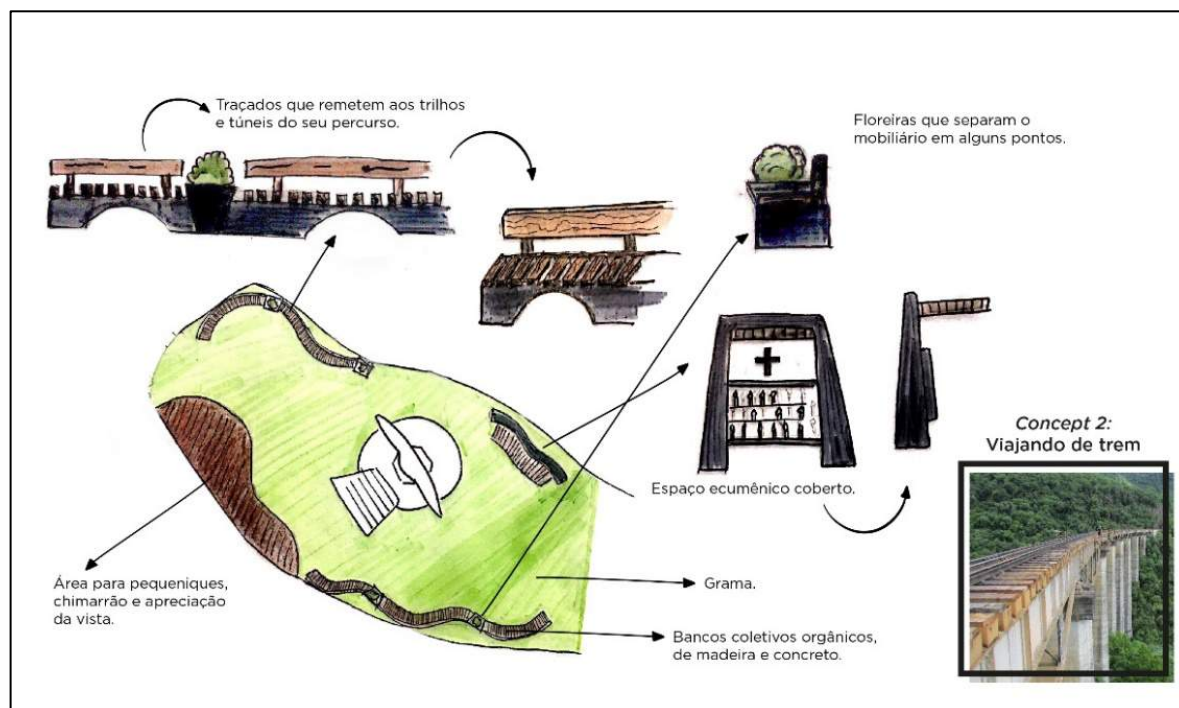 Traçados que remetem aos trilhos
e túneis do seu percurso.
Floreiras que separam o
mobiliário em alguns pontos.
Espaço ecumênico coberto.
Concept 2:
Viajando de trem
Área para pequeniques,
chimarrão e apreciação
da vista.
Grama.
Bancos coletivos orgânicos,
de madeira e concreto.